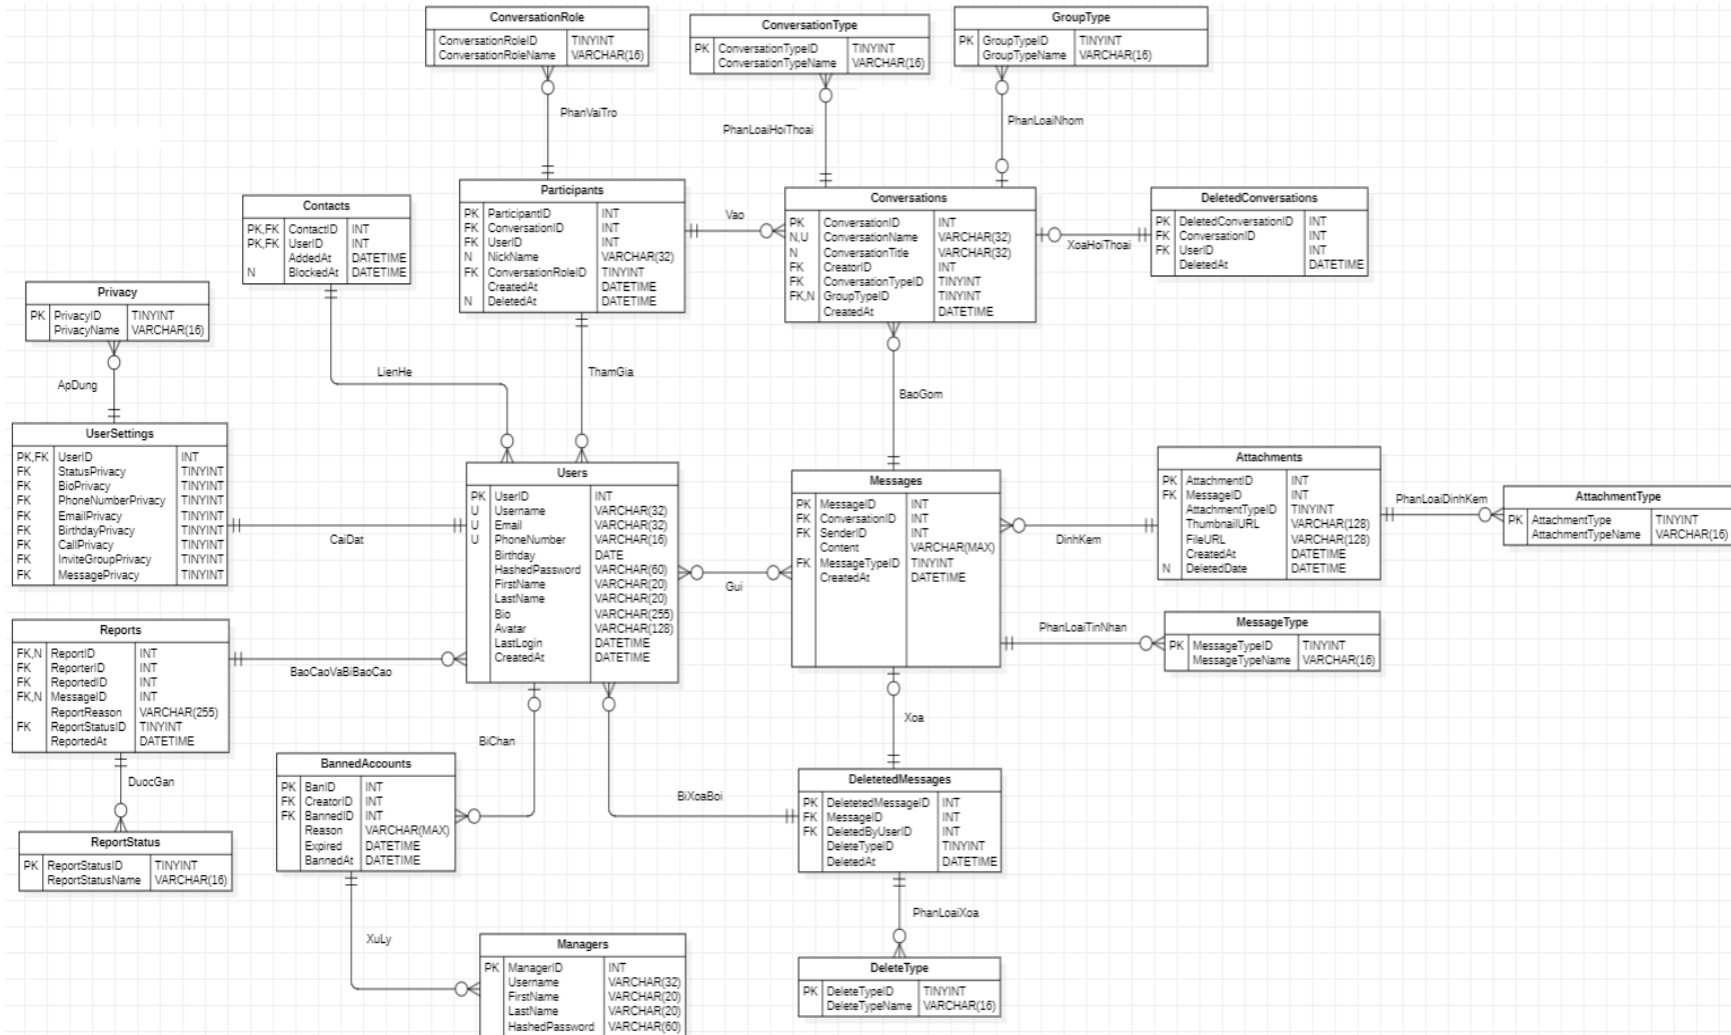 ConversationRole
ConversationRoleID TINYINT
ConversationRoleName VARCHAR(16)
ConversationType
PK ConversationTypeID TINYINT
ConversationTypeName VARCHAR(16)
GroupType
PK GroupTypeID TINYINT
GroupTypeName VARCHAR(16)
PhanVaiTro
PhanLoaiHoiThoai
PhanLoaiNhom
Contacts
PK,FK ContactID INT
PK,FK UserID INT
AddedAt DATETIME
N BlockedAt DATETIME
Participants
PK ParticipantID INT
FK ConversationID INT
FK UserID INT
N NickName VARCHAR(32)
FK ConversationRoleID TINYINT
CreatedAt DATETIME
N DeletedAt DATETIME
Vao
Conversations
PK ConversationID INT
N,U ConversationName VARCHAR(32)
N ConversationTitle VARCHAR(32)
FK CreatorID INT
FK ConversationTypeID TINYINT
FK,N GroupTypeID TINYINT
CreatedAt DATETIME
XoaHoiThoai
DeletedConversations
PK DeletedConversationID INT
FK ConversationID INT
FK UserID INT
DeletedAt DATETIME
Privacy
PK PrivacyID TINYINT
PrivacyName VARCHAR(16)
ApDung
LienHe
ThamGia
BaoGom
UserSettings
PK,FK UserID INT
FK StatusPrivacy TINYINT
FK BioPrivacy TINYINT
FK PhoneNumberPrivacy TINYINT
FK EmailPrivacy TINYINT
FK BirthdayPrivacy TINYINT
FK CallPrivacy TINYINT
FK InviteGroupPrivacy TINYINT
FK MessagePrivacy TINYINT
CaiDat
Users
PK UserID INT
U Username VARCHAR(32)
U Email VARCHAR(32)
U PhoneNumber VARCHAR(16)
Birthday DATE
HashedPassword VARCHAR(60)
FirstName VARCHAR(20)
LastName VARCHAR(20)
Bio VARCHAR(255)
Avatar VARCHAR(128)
LastLogin DATETIME
CreatedAt DATETIME
Gui
Messages
PK MessageID INT
FK ConversationID INT
FK SenderID INT
Content VARCHAR(MAX)
FK MessageTypeID TINYINT
CreatedAt DATETIME
DinhKem
Attachments
PK AttachmentID INT
FK MessageID INT
AttachmentTypeID TINYINT
ThumbnailURL VARCHAR(128)
FileURL VARCHAR(128)
CreatedAt DATETIME
N DeletedDate DATETIME
PhanLoaiDinhKem
AttachmentType
PK AttachmentType TINYINT
AttachmentTypeName VARCHAR(16)
PhanLoaiTinNhan
MessageType
PK MessageTypeID TINYINT
MessageTypeName VARCHAR(16)
Reports
FK,N ReportID INT
FK ReporterID INT
FK ReportedID INT
FK,N MessageID INT
ReportReason VARCHAR(255)
FK ReportStatusID TINYINT
ReportedAt DATETIME
BaoCaoVaBiBaoCao
DuocGan
ReportStatus
PK ReportStatusID TINYINT
ReportStatusName VARCHAR(16)
BiChan
BannedAccounts
PK BanID INT
FK CreatorID INT
FK BannedID INT
Reason VARCHAR(MAX)
Expired DATETIME
BannedAt DATETIME
Xoa
BiXoaBoi
DeletetedMessages
PK DeletetedMessageID INT
FK MessageID INT
FK DeletedByUserID INT
DeleteTypeID TINYINT
DeletedAt DATETIME
XuLy
PhanLoaiXoa
Managers
PK ManagerID INT
Username VARCHAR(32)
FirstName VARCHAR(20)
LastName VARCHAR(20)
HashedPassword VARCHAR(60)
DeleteType
PK DeleteTypeID TINYINT
DeleteTypeName VARCHAR(16)